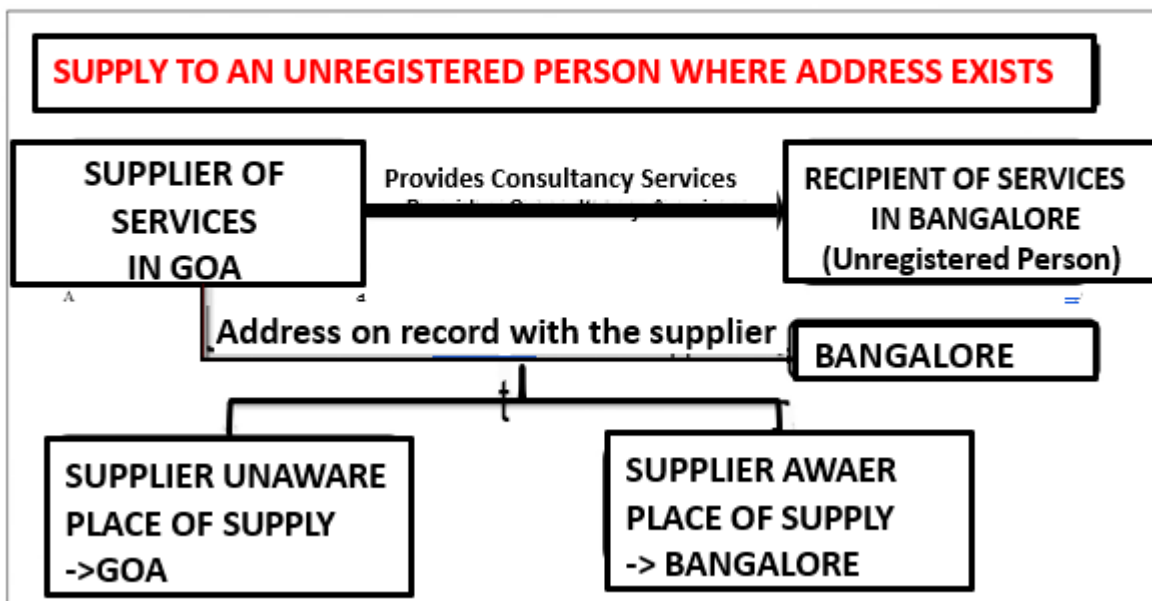 SUPPLY TO AN UNREGISTERED PERSON WHERE ADDRESS EXISTS
SUPPLIER OF
SERVICES
IN GOA
Provides Consultancy Services
RECIPIENT OF SERVICES
IN BANGALORE
(Unregistered Person)
Address on record with the supplier
BANGALORE
SUPPLIER UNAWARE
PLACE OF SUPPLY
->GOA
SUPPLIER AWAER
PLACE OF SUPPLY
-> BANGALORE